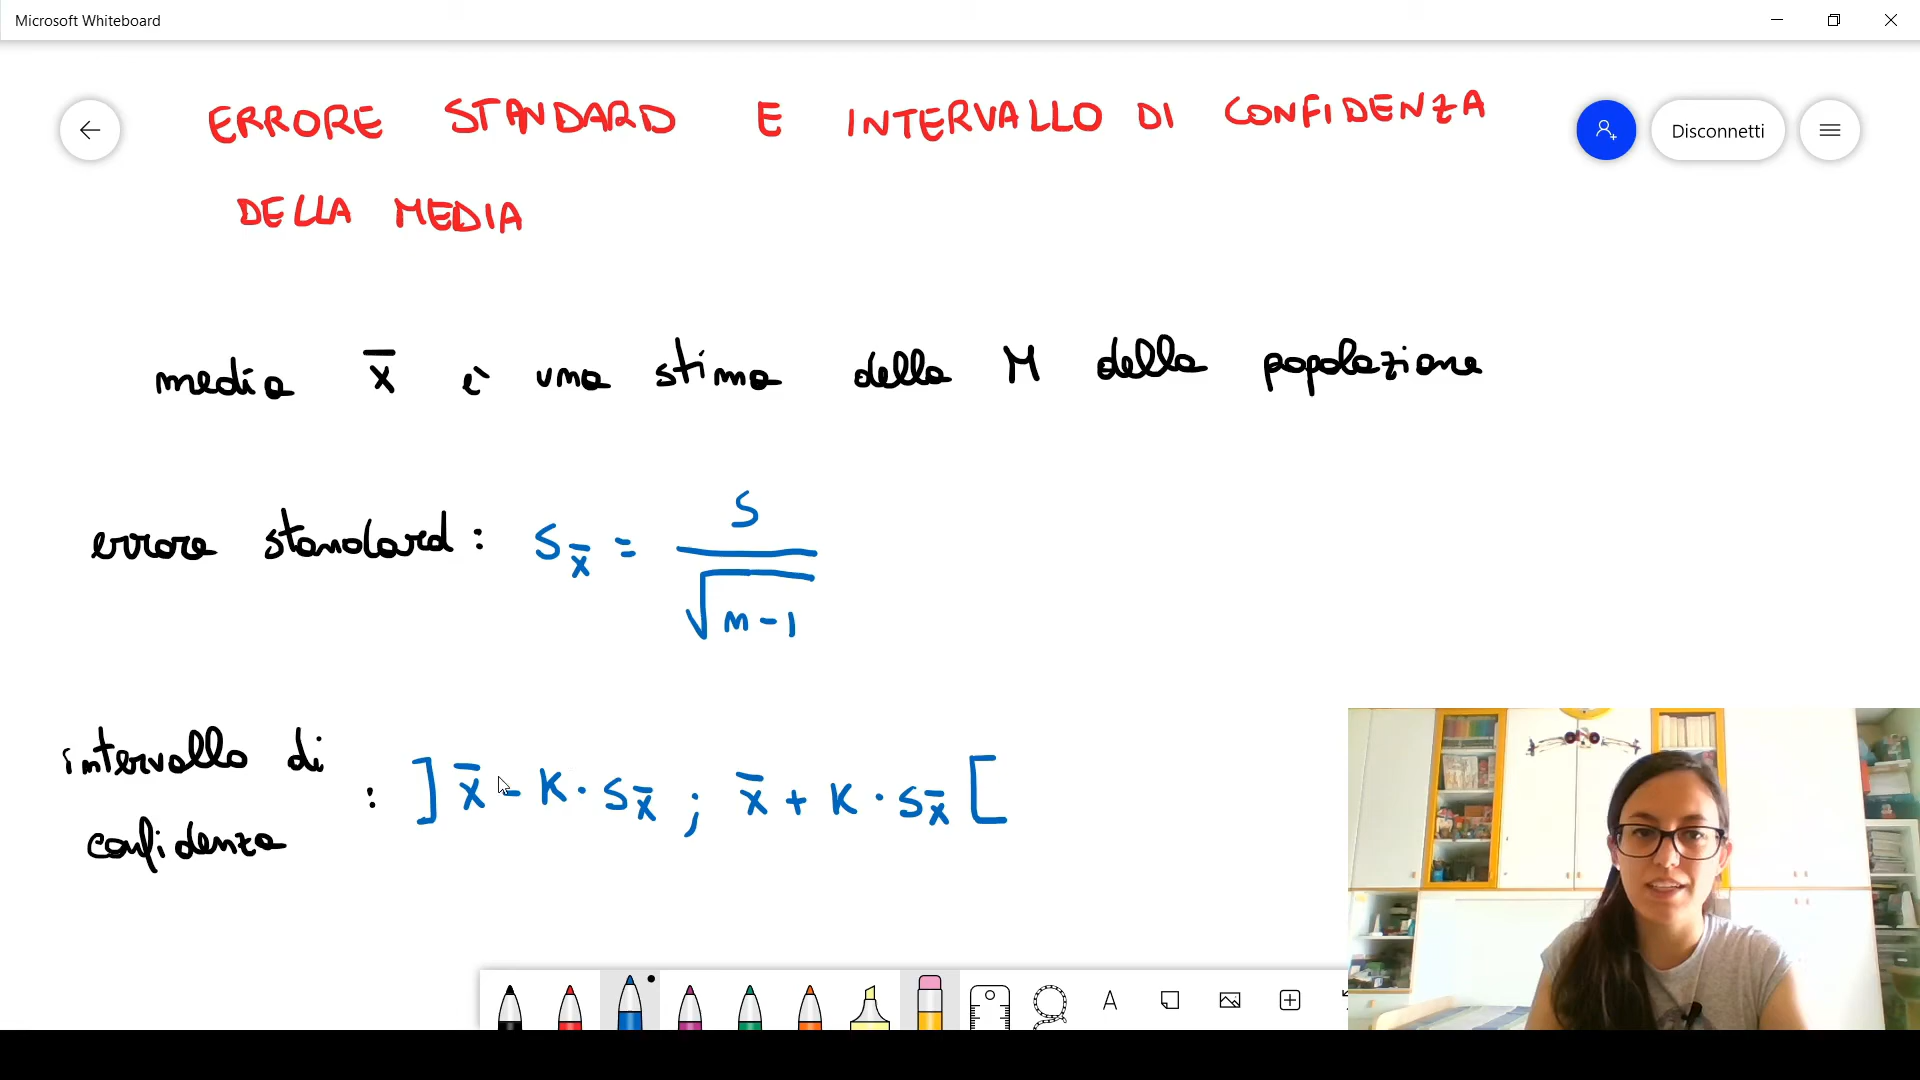 Microsoft Whiteboard
ERRORE STANDARD E INTERVALLO DI CONFIDENZA
Disconnetti
DELLA MEDIA
media x̄ è una stima della M della popolazione
errore standard: s_x̄ = s / √(n-1)
intervallo di
confidenza : ] x̄ - K · s_x̄ ; x̄ + K · s_x̄ [
A